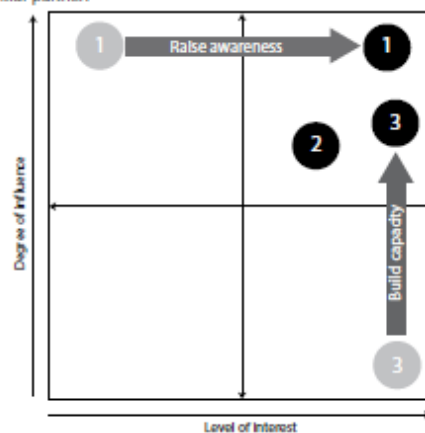 1
Raise awareness
1
3
2
Degree of Influence
Build capacity
3
Level of Interest